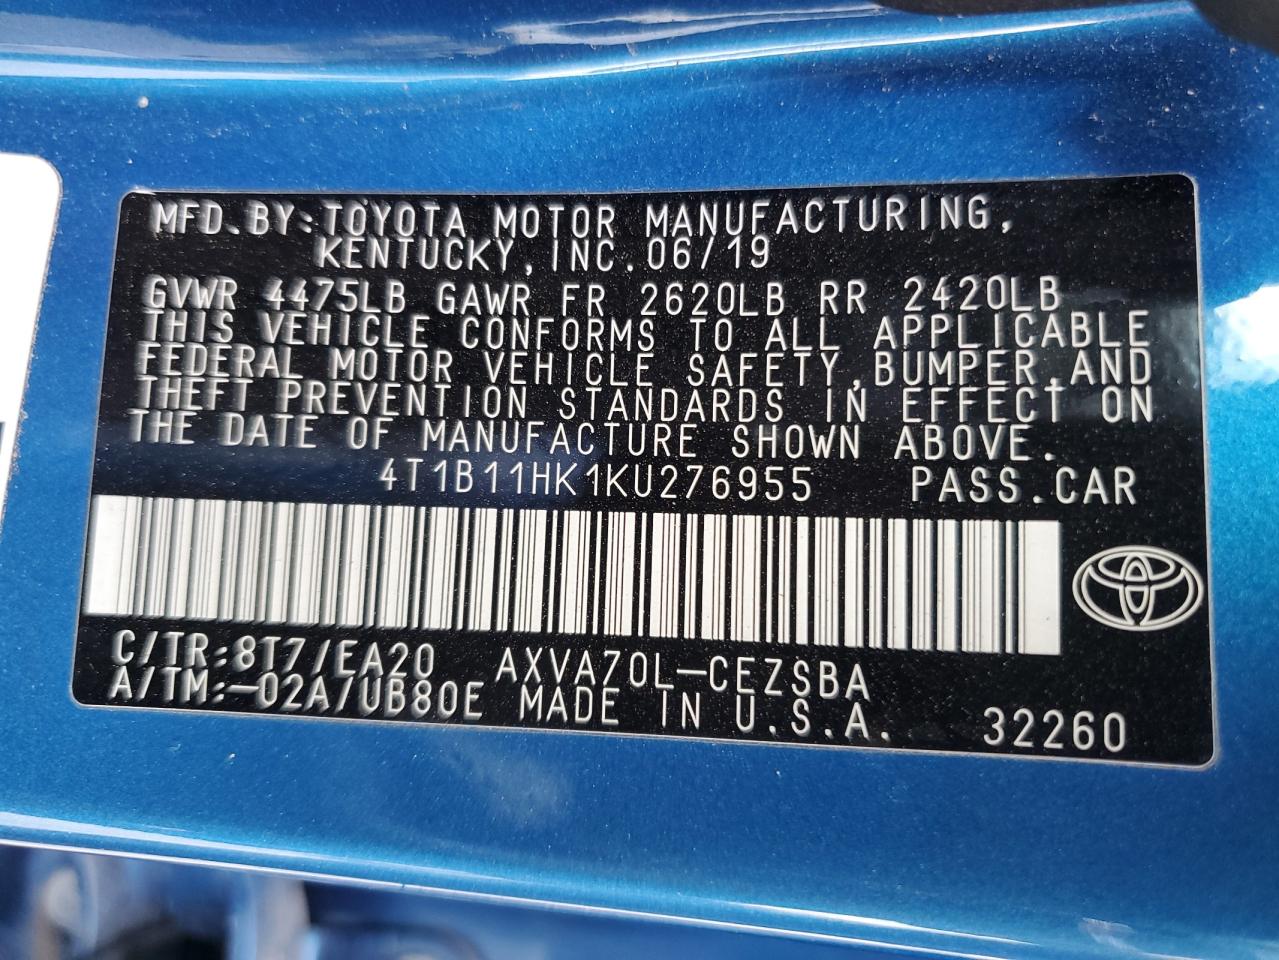 MFD.BY:TOYOTA MOTOR MANUFACTURING,
KENTUCKY,INC.06/19
GVWR 4475LB GAWR FR 2620LB RR 2420LB
THIS VEHICLE CONFORMS TO ALL APPLICABLE
FEDERAL MOTOR VEHICLE SAFETY,BUMPER,AND
THEFT PREVENTION STANDARDS IN EFFECT ON
THE DATE OF MANUFACTURE SHOWN ABOVE.
4T1B11HK1KU276955 PASS.CAR
C/TR:8T7/EA20 AXVA70L-CEZSBA
A/TM:-02A/UB80E MADE IN U.S.A. 32260